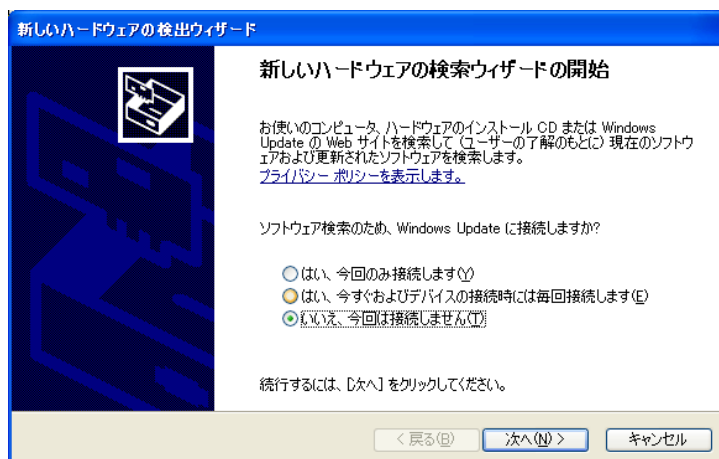 新しいハードウェアの検出ウィザード
新しいハードウェアの検索ウィザードの開始
お使いのコンピュータ、ハードウェアのインストール CD または Windows
Update の Web サイトを検索して (ユーザーの了解のもとに) 現在のソフトウ
ェアおよび更新されたソフトウェアを検索します。
プライバシー ポリシーを表示します。
ソフトウェア検索のため、Windows Update に接続しますか?
はい、今回のみ接続します(Y)
はい、今すぐおよびデバイスの接続時には毎回接続します(E)
いいえ、今回は接続しません(T)
続行するには、[次へ] をクリックしてください。
< 戻る(B)  次へ(N) >  キャンセル